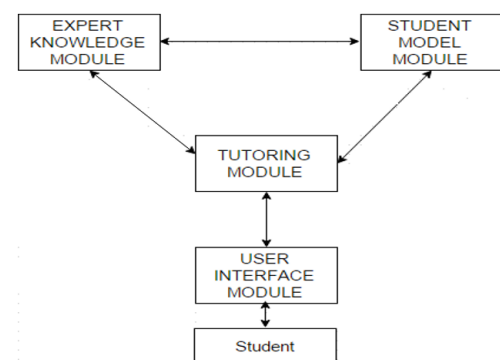 EXPERT
KNOWLEDGE
MODULE
STUDENT
MODEL
MODULE
TUTORING
MODULE
USER
INTERFACE
MODULE
Student